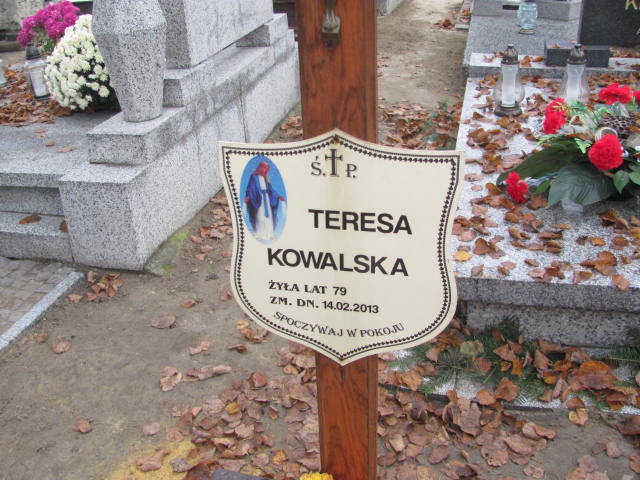 Ś.†P.
TERESA
KOWALSKA
ŻYŁA LAT 79
ZM. DN. 14.02.2013
SPOCZYWAJ W POKOJU